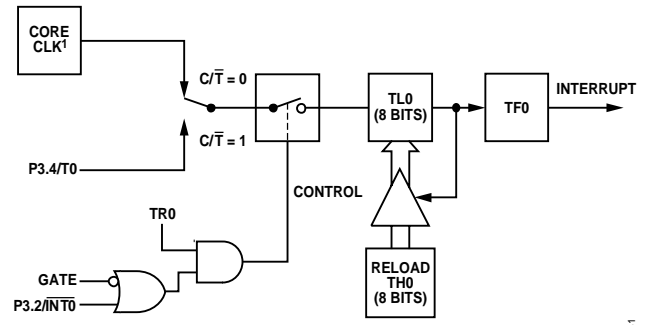 CORE
CLK¹
C/T̅ = 0
C/T̅ = 1
P3.4/T0
TL0
(8 BITS)
TF0
INTERRUPT
CONTROL
TR0
GATE
P3.2/I̅N̅T̅0̅
RELOAD
TH0
(8 BITS)